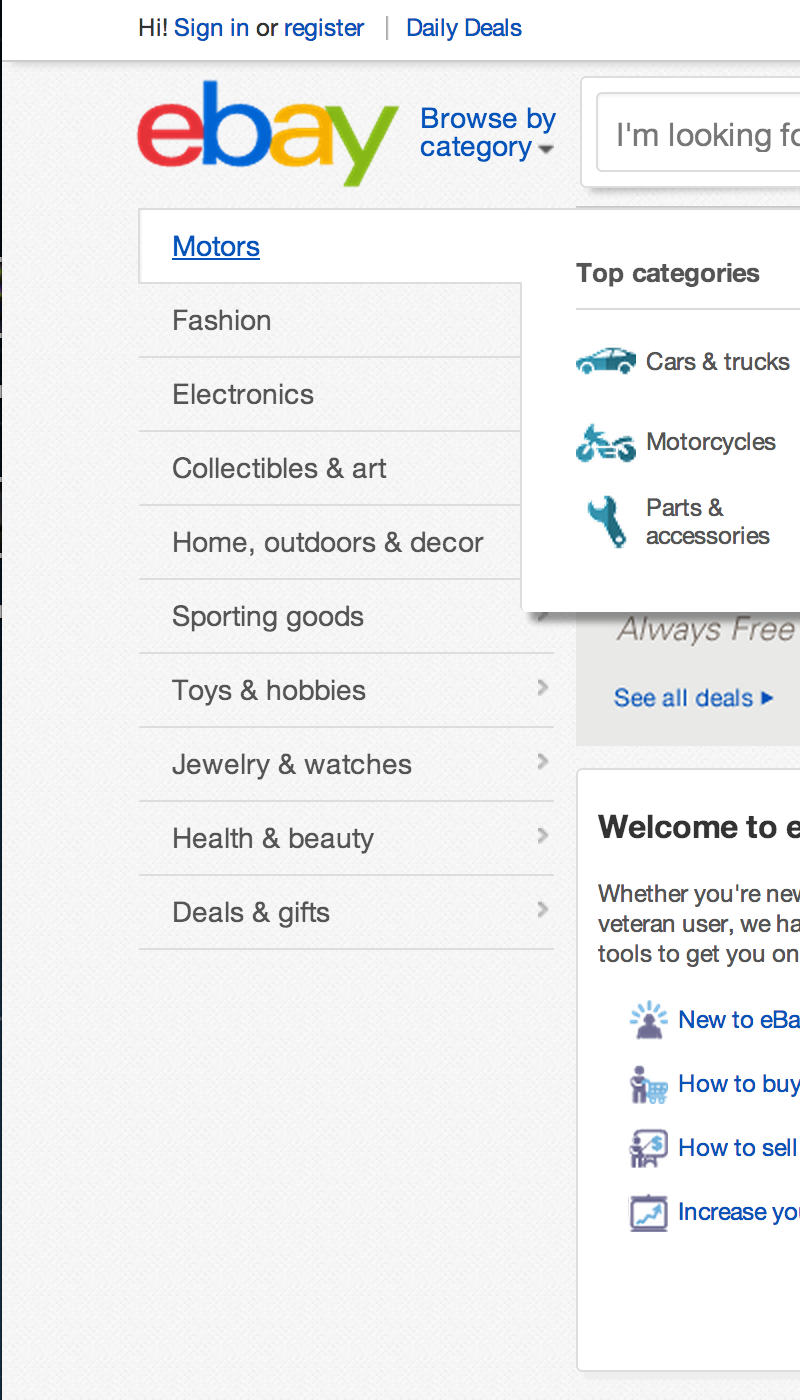 Hi! Sign in or register | Daily Deals
ebay
Browse by
category
I'm looking fo
Motors
Fashion
Electronics
Collectibles & art
Home, outdoors & decor
Sporting goods
Toys & hobbies
Jewelry & watches
Health & beauty
Deals & gifts
Top categories
Cars & trucks
Motorcycles
Parts &
accessories
Always Free
See all deals
Welcome to e
Whether you're new
veteran user, we ha
tools to get you on
New to eBa
How to buy
How to sell
Increase you